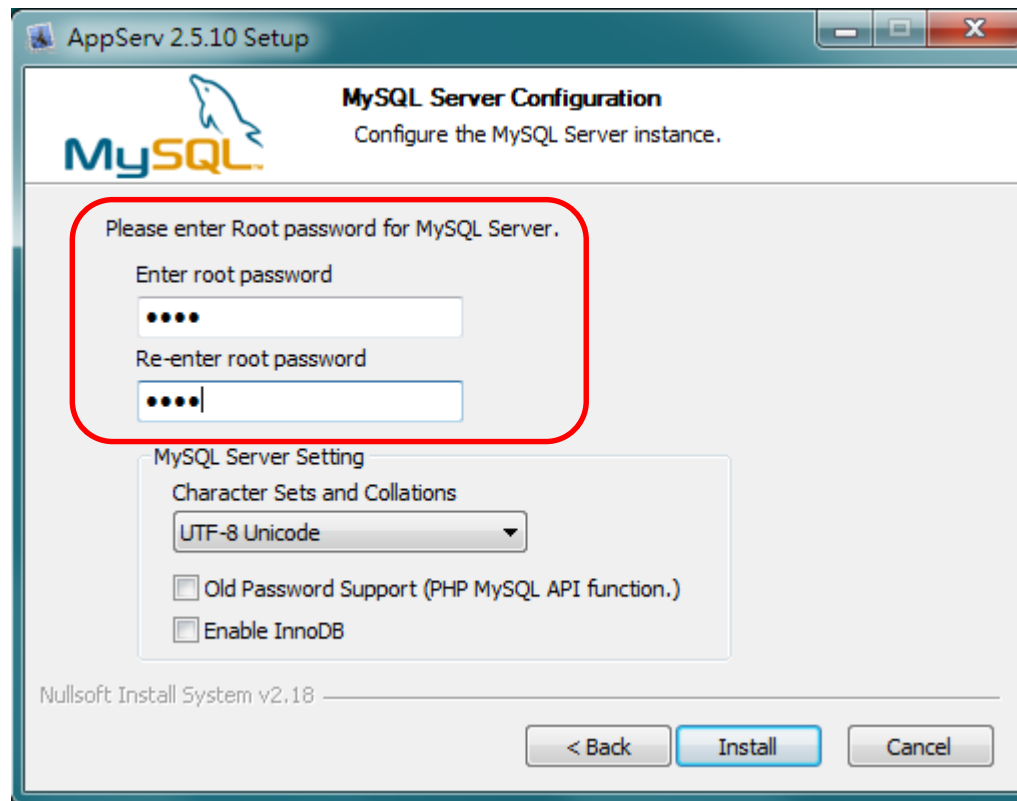 AppServ 2.5.10 Setup
MySQL
MySQL Server Configuration
Configure the MySQL Server instance.
Please enter Root password for MySQL Server.
Enter root password
••••
Re-enter root password
••••
MySQL Server Setting
Character Sets and Collations
UTF-8 Unicode
Old Password Support (PHP MySQL API function.)
Enable InnoDB
Nullsoft Install System v2.18
< Back Install Cancel